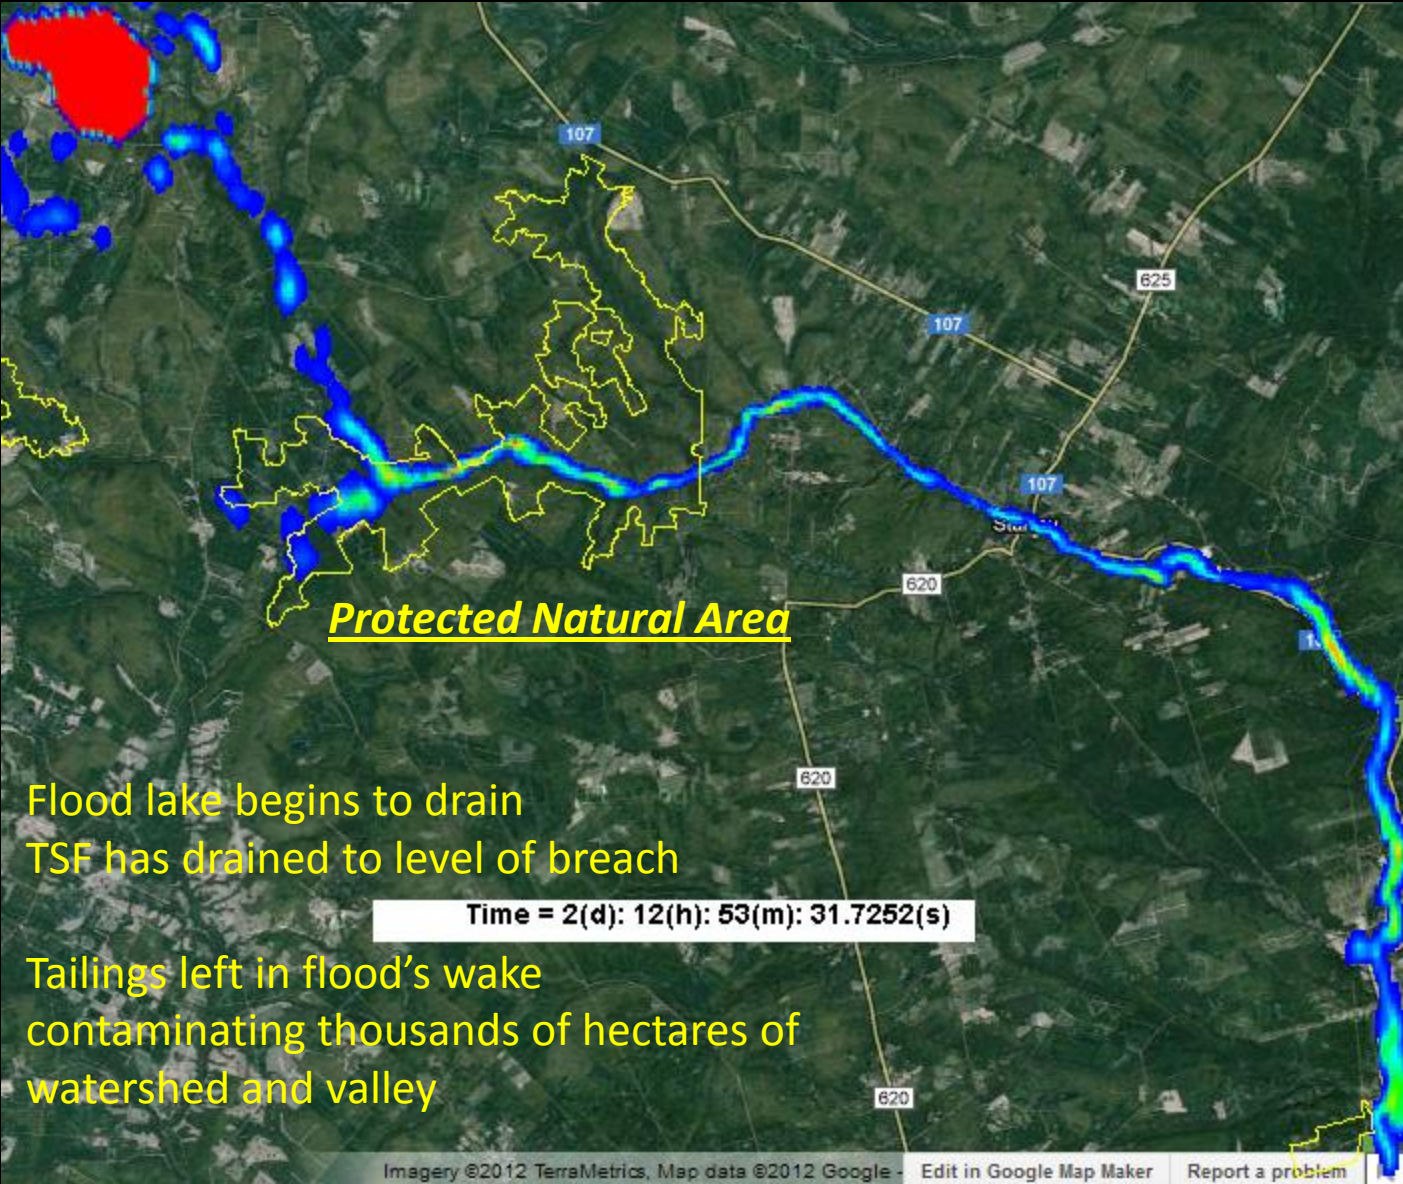 107
625
107
107
620
Protected Natural Area
620
Flood lake begins to drain
TSF has drained to level of breach
Time = 2(d): 12(h): 53(m): 31.7252(s)
Tailings left in flood’s wake
contaminating thousands of hectares of
watershed and valley
620
Imagery ©2012 TerraMetrics, Map data ©2012 Google - Edit in Google Map Maker Report a problem